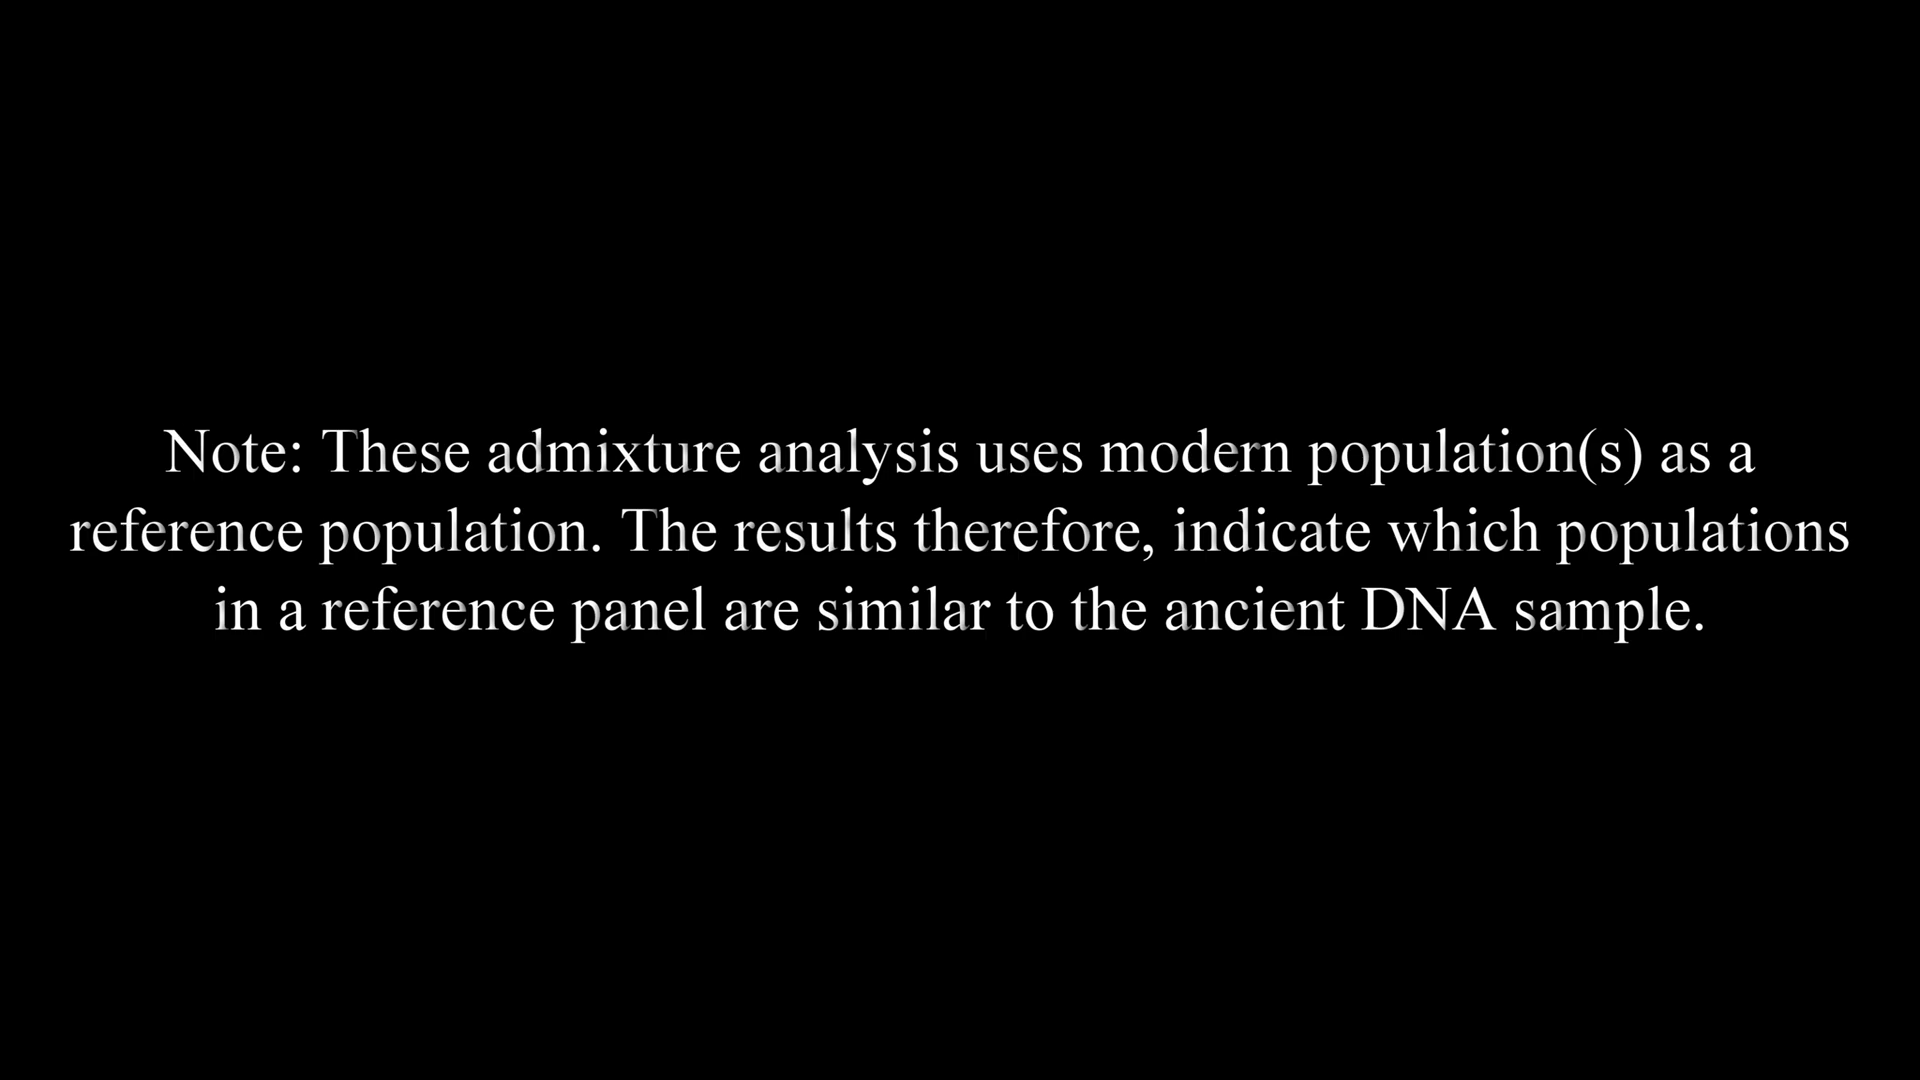 Note: These admixture analysis uses modern population(s) as a
reference population. The results therefore, indicate which populations
in a reference panel are similar to the ancient DNA sample.